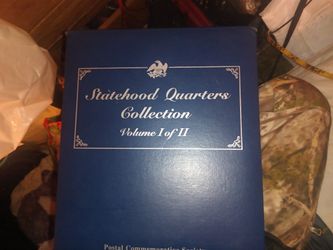 Statehood Quarters
Collection
Volume I of II
Postal Commemorative Society